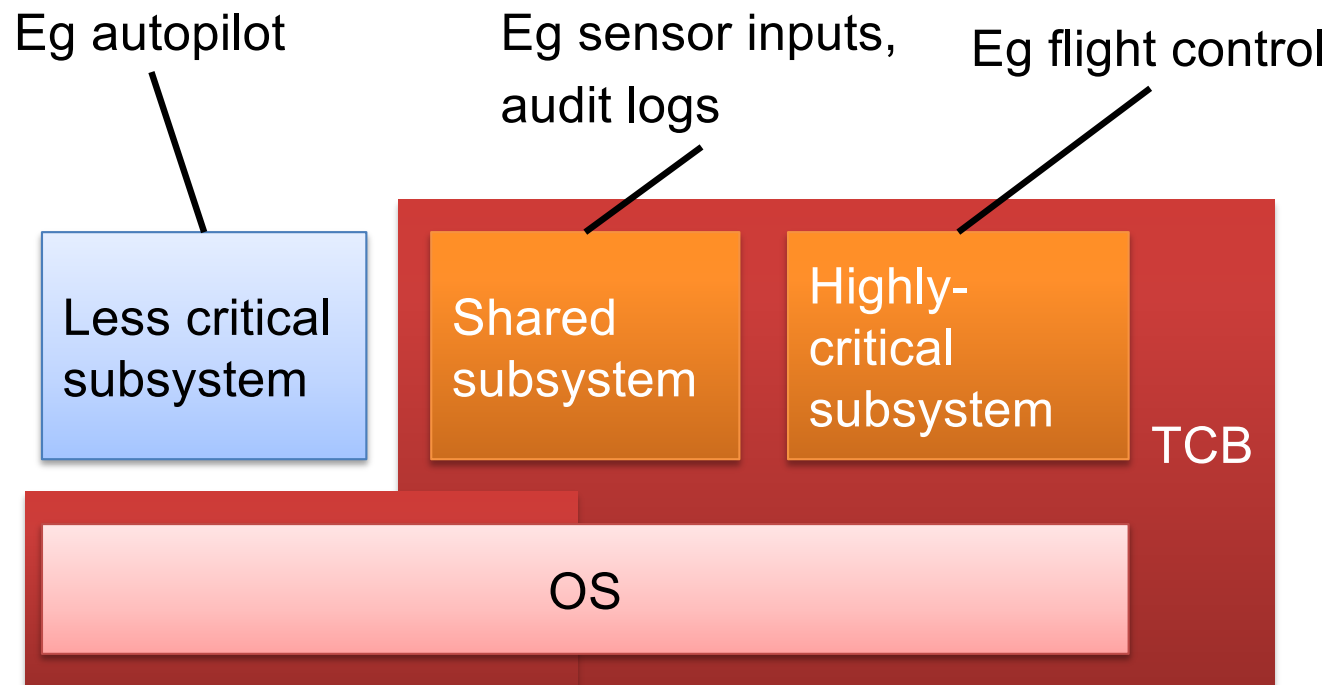 Eg autopilot
Eg sensor inputs,
audit logs
Eg flight control
Less critical
subsystem
Shared
subsystem
Highly-
critical
subsystem
TCB
OS